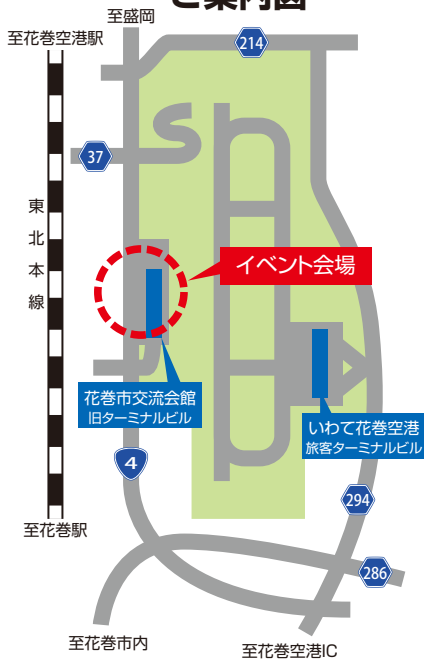 ご案内図
至盛岡
至花巻空港駅
214
37
東北本線
イベント会場
花巻市交流会館
旧ターミナルビル
いわて花巻空港
旅客ターミナルビル
4
294
至花巻駅
286
至花巻市内
至花巻空港IC